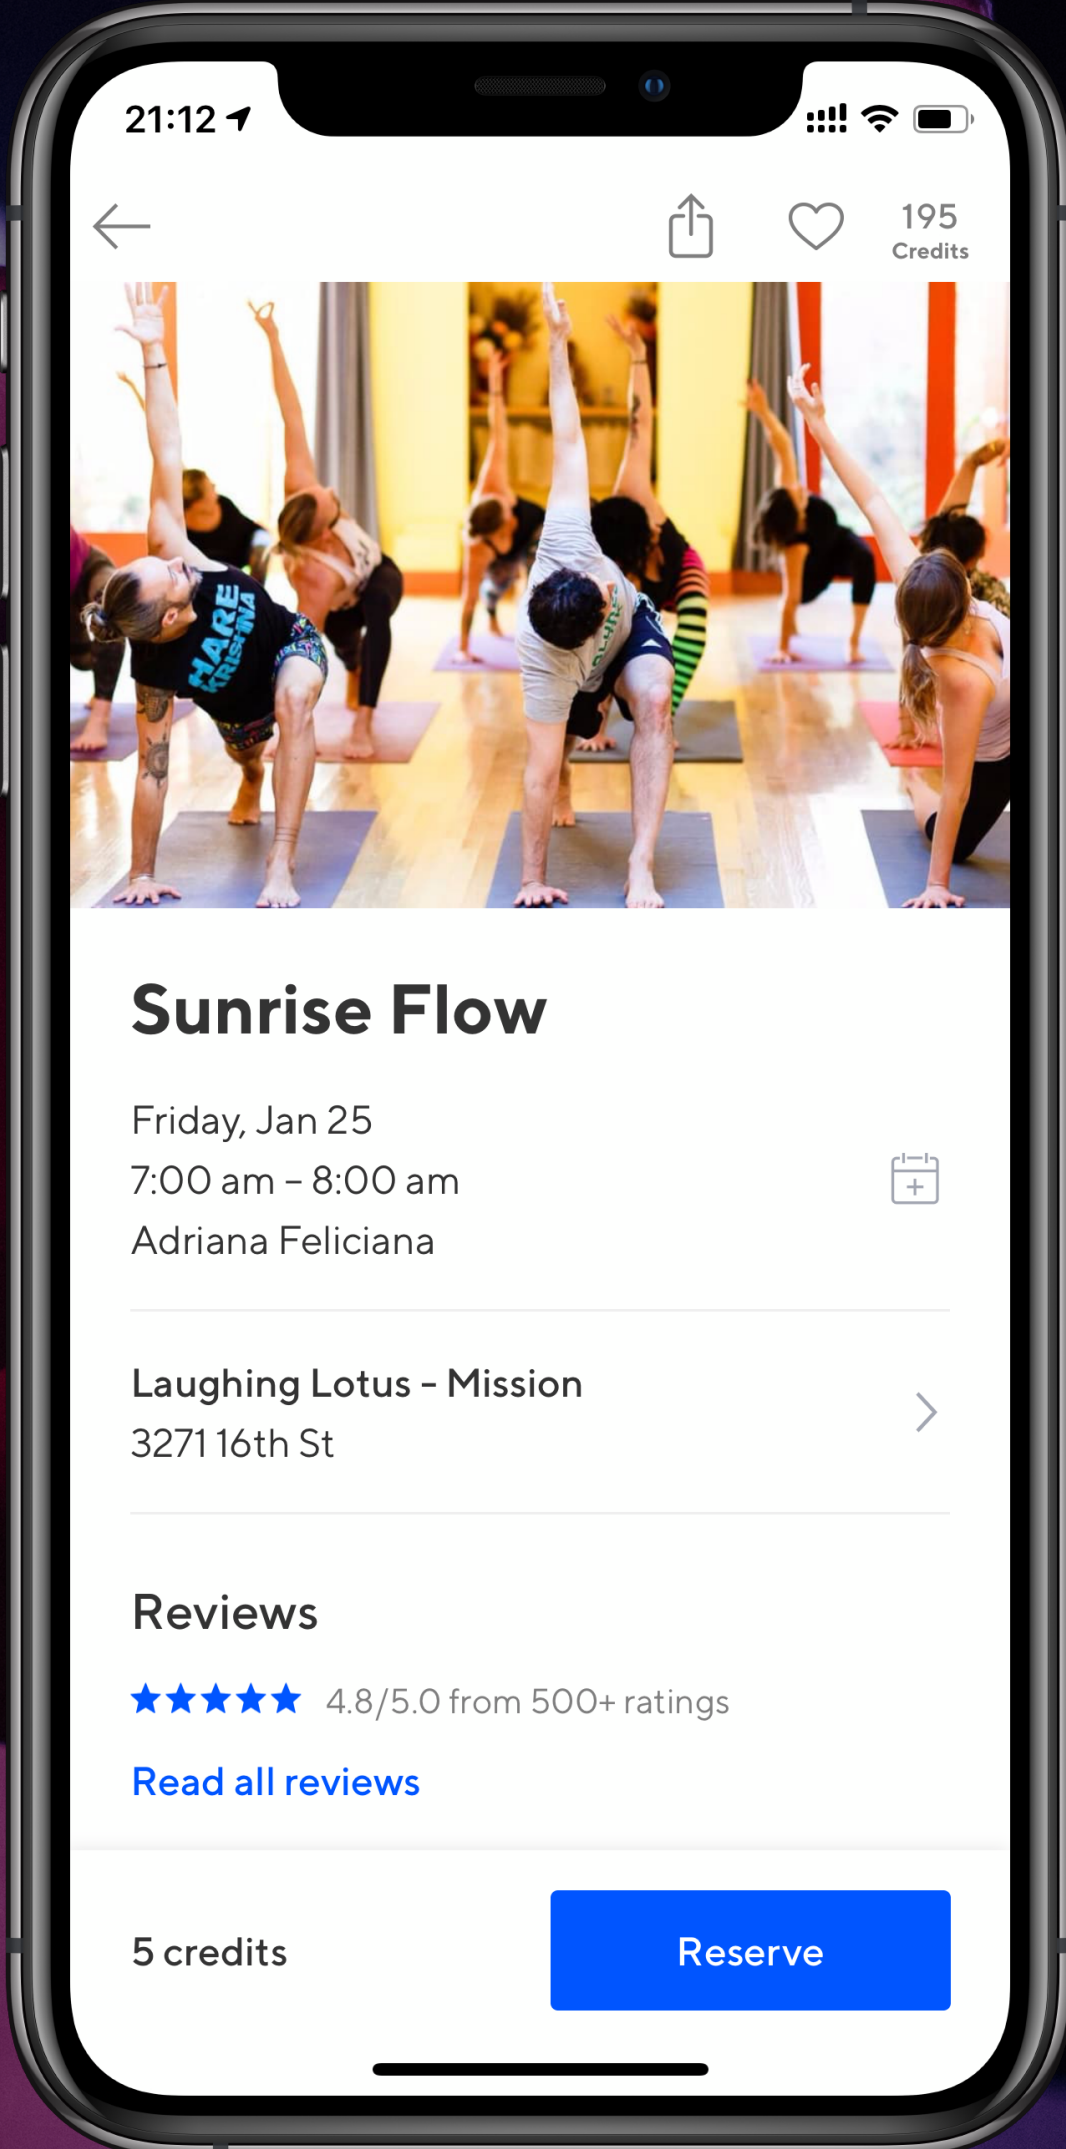 21:12
195
Credits
HARE
KRISHNA
Sunrise Flow
Friday, Jan 25
7:00 am – 8:00 am
Adriana Feliciana
Laughing Lotus - Mission
3271 16th St
Reviews
4.8/5.0 from 500+ ratings
Read all reviews
5 credits
Reserve